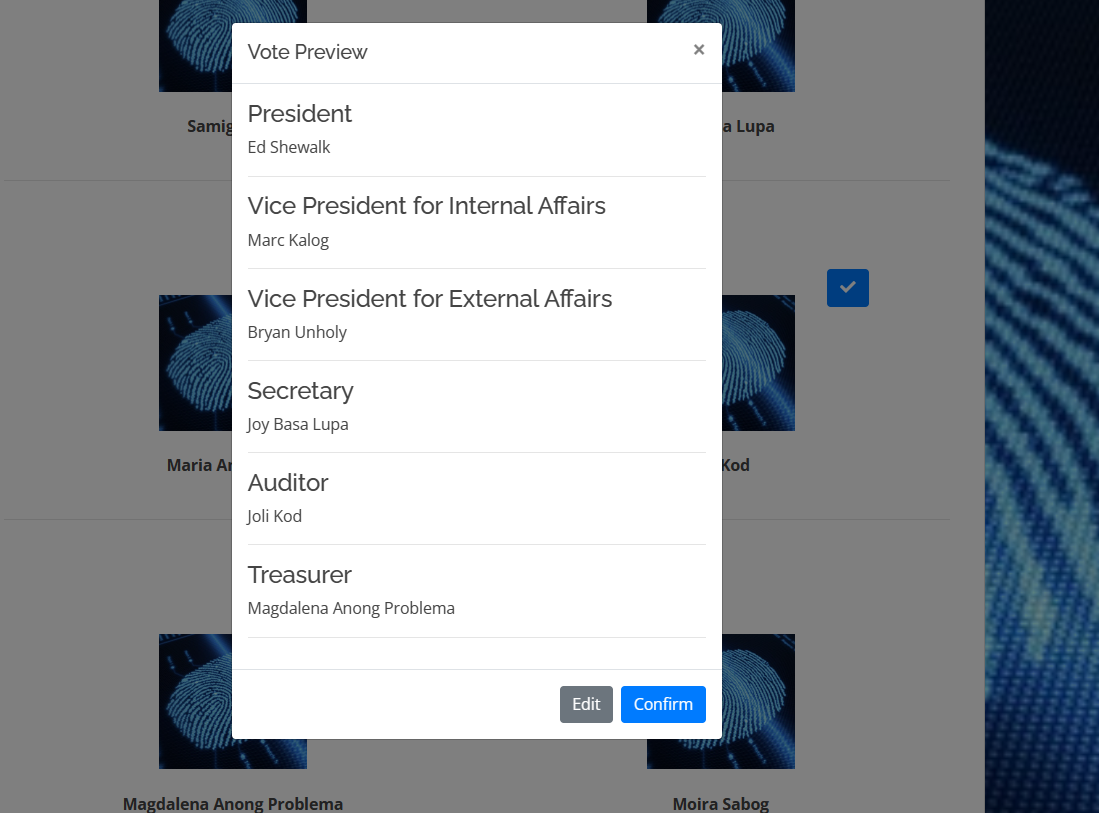 Vote Preview ×
President
Ed Shewalk
Vice President for Internal Affairs
Marc Kalog
Vice President for External Affairs
Bryan Unholy
Secretary
Joy Basa Lupa
Auditor
Joli Kod
Treasurer
Magdalena Anong Problema
Edit Confirm
Samig
a Lupa
Maria An
Kod
Magdalena Anong Problema
Moira Sabog